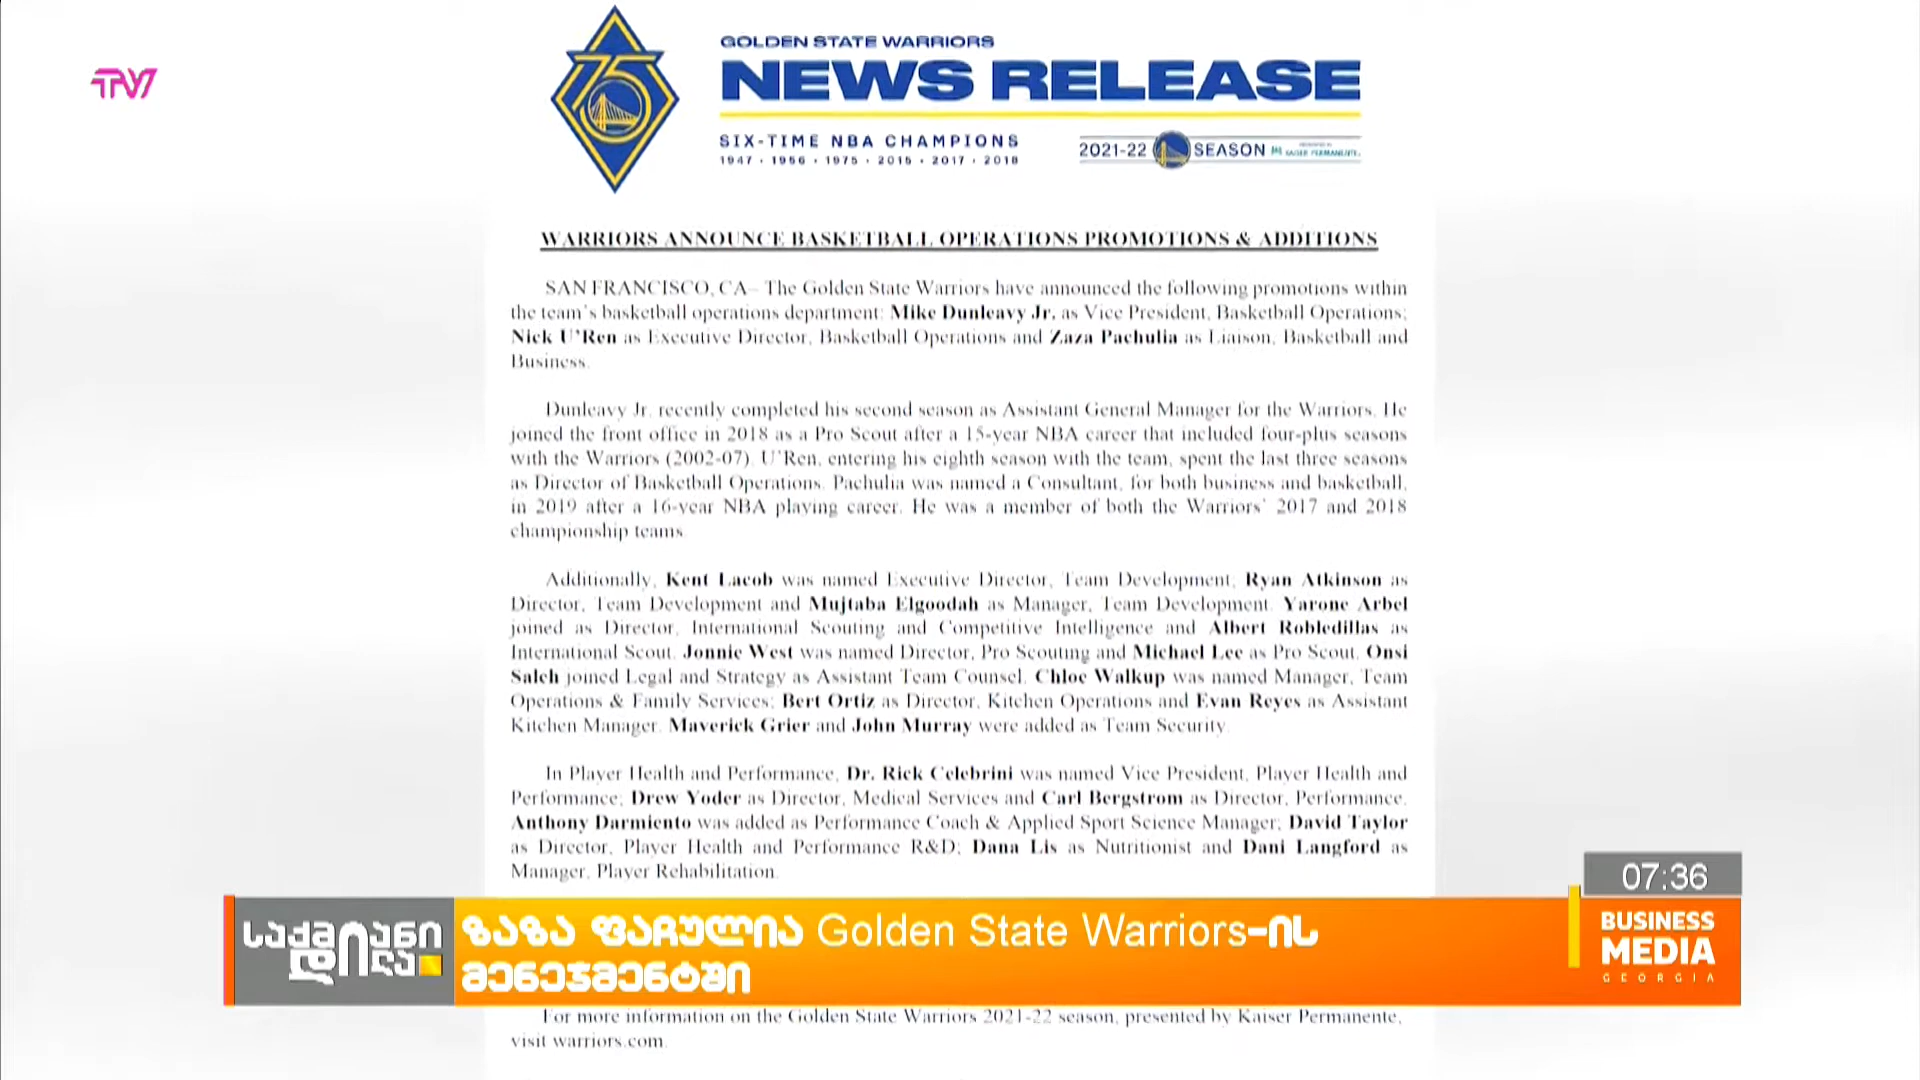 TV7
75
GOLDEN STATE WARRIORS
NEWS RELEASE
SIX-TIME NBA CHAMPIONS
1947 · 1956 · 1975 · 2015 · 2017 · 2018
2021-22 SEASON KAISER PERMANENTE.
WARRIORS ANNOUNCE BASKETBALL OPERATIONS PROMOTIONS & ADDITIONS
SAN FRANCISCO, CA – The Golden State Warriors have announced the following promotions within
the team's basketball operations department: Mike Dunleavy Jr. as Vice President, Basketball Operations;
Nick U'Ren as Executive Director, Basketball Operations and Zaza Pachulia as Liaison, Basketball and
Business.
Dunleavy Jr. recently completed his second season as Assistant General Manager for the Warriors. He
joined the front office in 2018 as a Pro Scout after a 15-year NBA career that included four-plus seasons
with the Warriors (2002-07). U'Ren, entering his eighth season with the team, spent the last three seasons
as Director of Basketball Operations. Pachulia was named a Consultant, for both business and basketball,
in 2019 after a 16-year NBA playing career. He was a member of both the Warriors' 2017 and 2018
championship teams.
Additionally, Kent Lacob was named Executive Director, Team Development; Ryan Atkinson as
Director, Team Development and Mujtaba Elgoodah as Manager, Team Development. Yarone Arbel
joined as Director, International Scouting and Competitive Intelligence and Albert Robledillas as
International Scout. Jonnie West was named Director, Pro Scouting and Michael Lee as Pro Scout. Onsi
Saleh joined Legal and Strategy as Assistant Team Counsel. Chloe Walkup was named Manager, Team
Operations & Family Services; Bert Ortiz as Director, Kitchen Operations and Evan Reyes as Assistant
Kitchen Manager. Maverick Grier and John Murray were added as Team Security.
In Player Health and Performance, Dr. Rick Celebrini was named Vice President, Player Health and
Performance; Drew Yoder as Director, Medical Services and Carl Bergstrom as Director, Performance.
Anthony Darmiento was added as Performance Coach & Applied Sport Science Manager; David Taylor
as Director, Player Health and Performance R&D; Dana Lis as Nutritionist and Dani Langford as
Manager, Player Rehabilitation.
07:36
საქმიანი
დილა
ზაზა ფაჩულია Golden State Warriors-ის
მენეჯმენტში
BUSINESS
MEDIA
GEORGIA
For more information on the Golden State Warriors 2021-22 season, presented by Kaiser Permanente,
visit warriors.com.